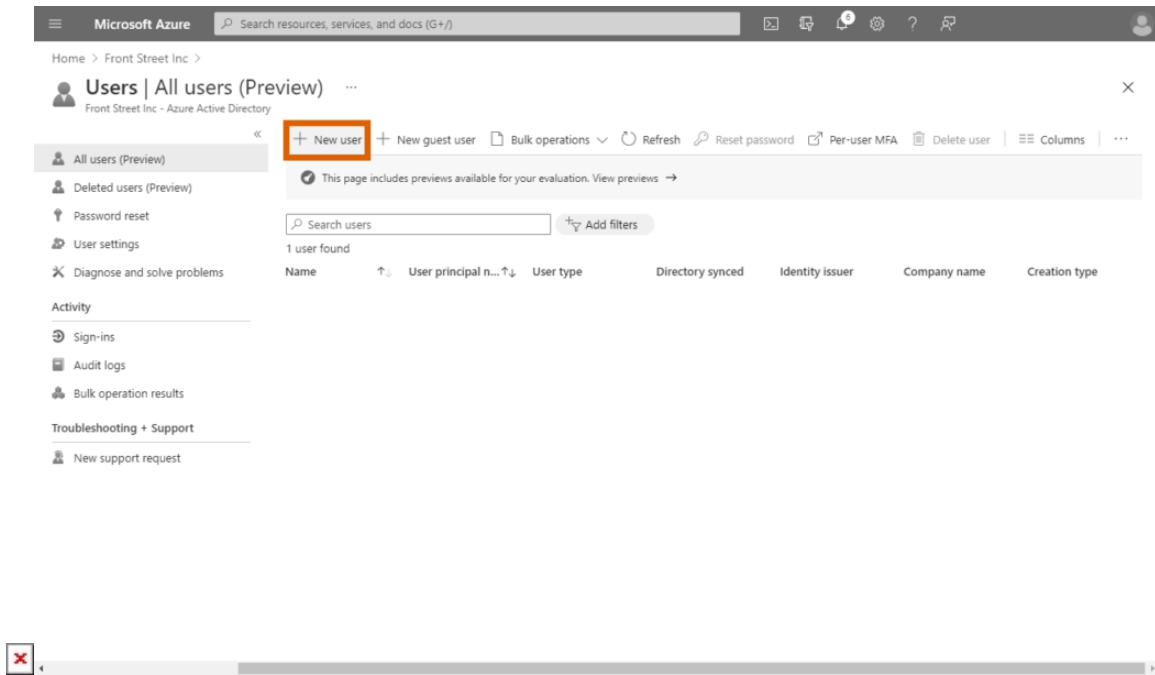 Microsoft Azure
Search resources, services, and docs (G+/)
6
Home > Front Street Inc >
Users | All users (Preview) ...
Front Street Inc - Azure Active Directory
+ New user + New guest user Bulk operations Refresh Reset password Per-user MFA Delete user Columns ...
All users (Preview)
Deleted users (Preview)
Password reset
User settings
Diagnose and solve problems
Activity
Sign-ins
Audit logs
Bulk operation results
Troubleshooting + Support
New support request
This page includes previews available for your evaluation. View previews →
Search users
Add filters
1 user found
Name ↑↓ User principal n...↑↓ User type Directory synced Identity issuer Company name Creation type